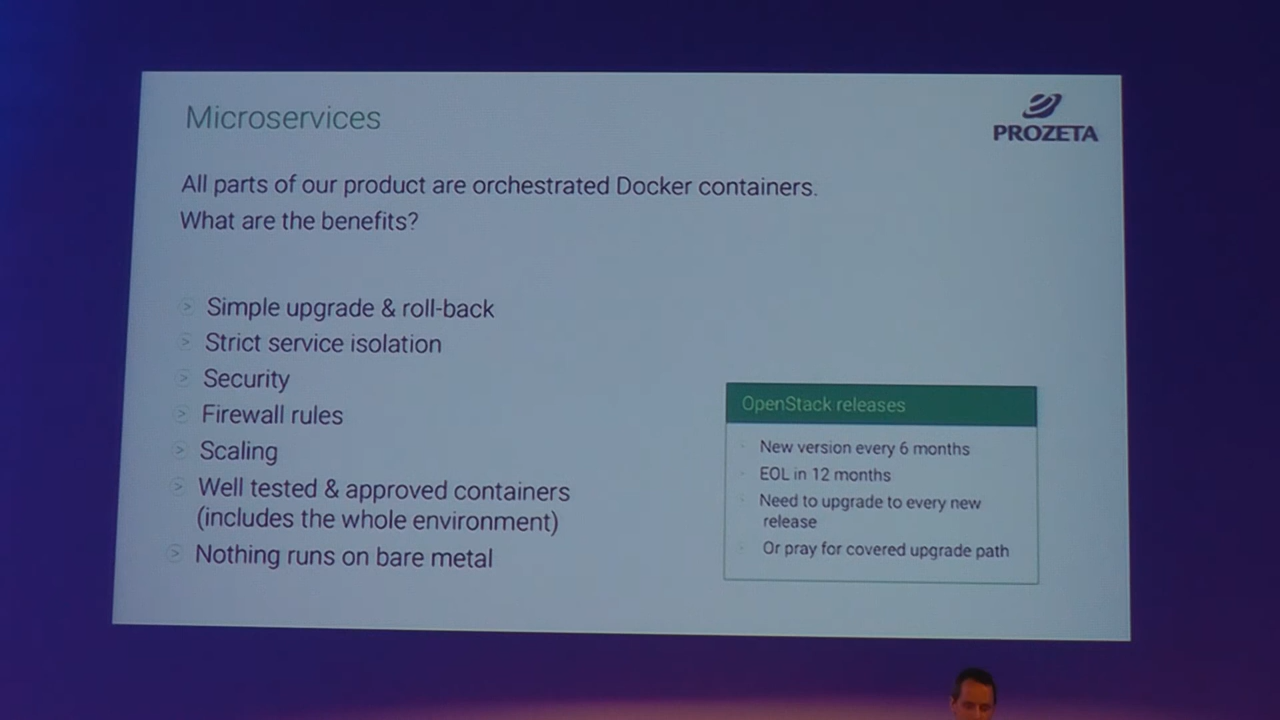 Microservices
PROZETA
All parts of our product are orchestrated Docker containers.
What are the benefits?
Simple upgrade & roll-back
Strict service isolation
Security
Firewall rules
Scaling
Well tested & approved containers
(includes the whole environment)
Nothing runs on bare metal
OpenStack releases
New version every 6 months
EOL in 12 months
Need to upgrade to every new
release
Or pray for covered upgrade path